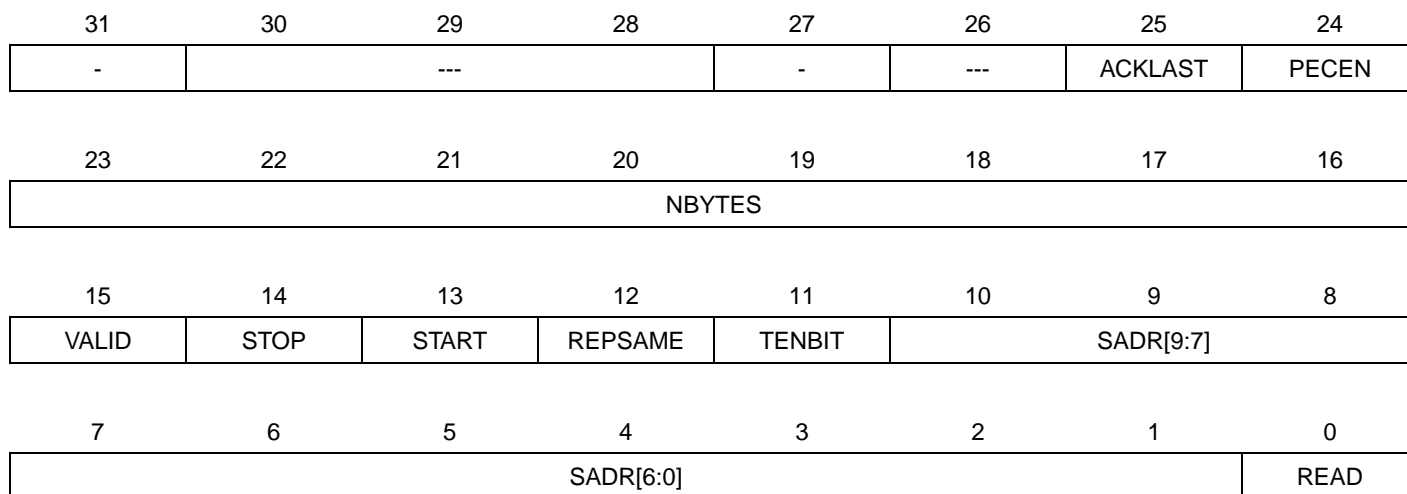 31 30 29 28 27 26 25 24
- --- - --- ACKLAST PECEN
23 22 21 20 19 18 17 16
NBYTES
15 14 13 12 11 10 9 8
VALID STOP START REPSAME TENBIT SADR[9:7]
7 6 5 4 3 2 1 0
SADR[6:0] READ